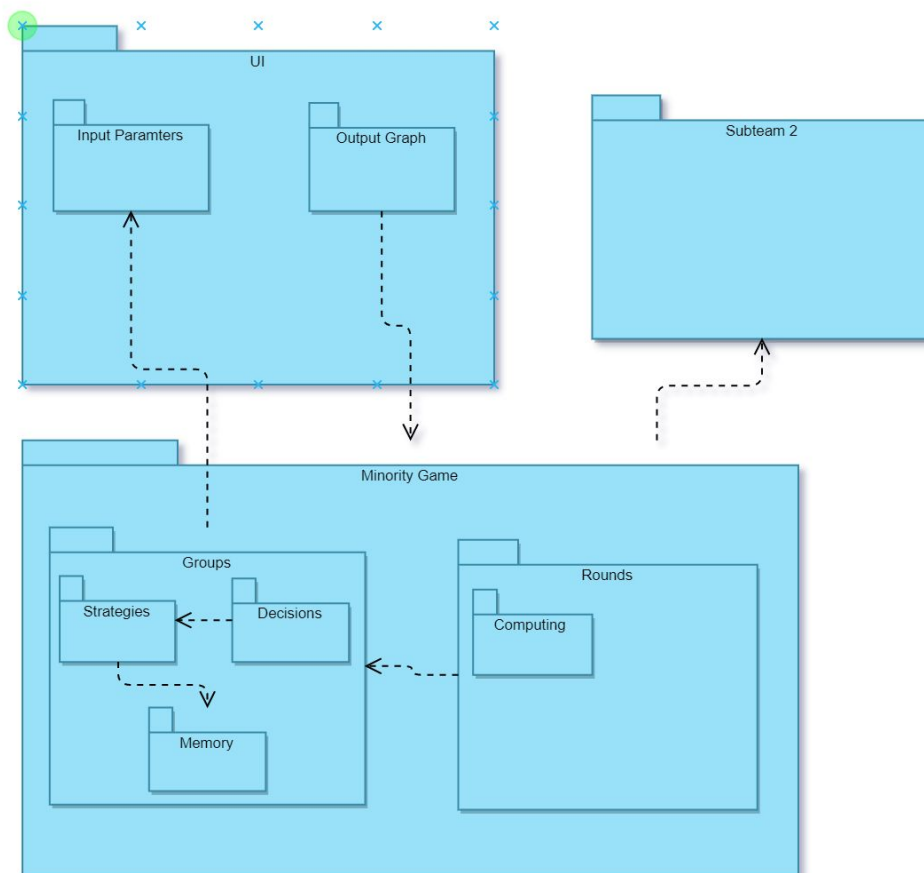 UI
Input Paramters
Output Graph
Subteam 2
Minority Game
Groups
Strategies
Decisions
Memory
Rounds
Computing